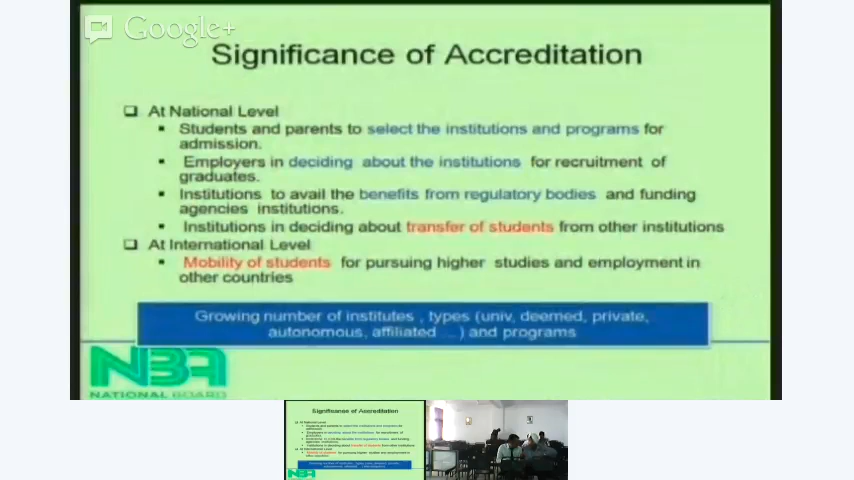 Google+
Significance of Accreditation
❑ At National Level
▪ Students and parents to select the institutions and programs for
admission.
▪ Employers in deciding about the institutions for recruitment of
graduates.
▪ Institutions to avail the benefits from regulatory bodies and funding
agencies institutions.
▪ Institutions in deciding about transfer of students from other institutions
❑ At International Level
▪ Mobility of students for pursuing higher studies and employment in
other countries
Growing number of institutes , types (univ, deemed, private,
autonomous, affiliated ... ) and programs
NBA
NATIONAL BOARD
Significance of Accreditation